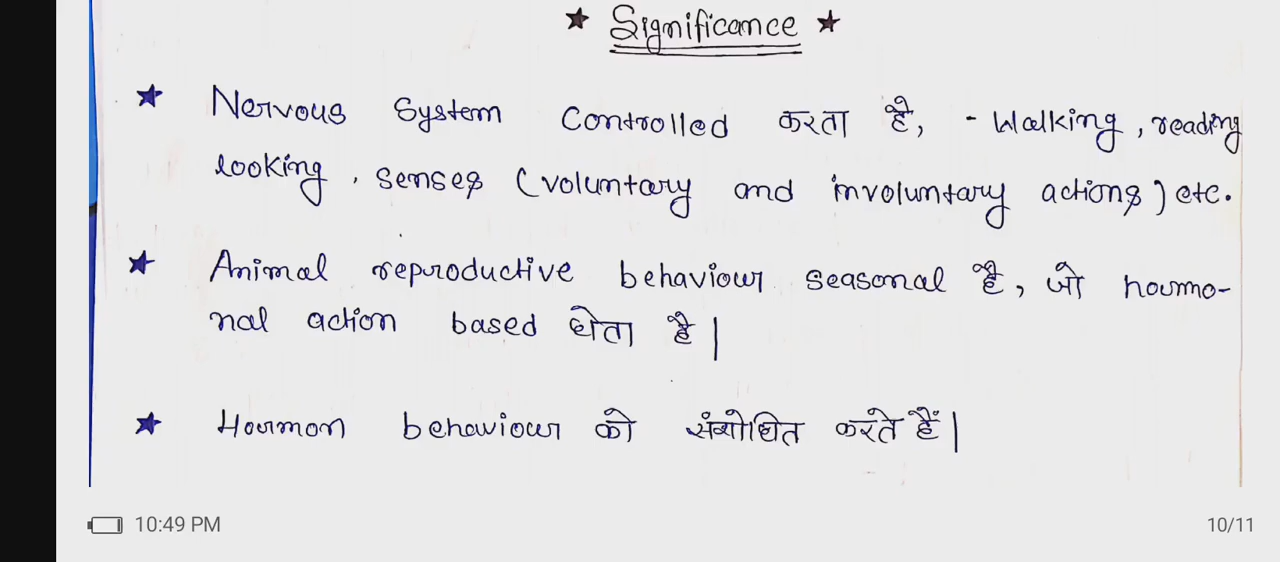 ★ Significance ★
★ Nervous System Controlled करता है, - Walking, reading
looking, senses (voluntary and involuntary actions) etc.
★ Animal reproductive behaviour seasonal है, जो hormo-
nal action based होता है|
★ Hormon behaviour को संबोधित करते हैं|
10:49 PM
10/11